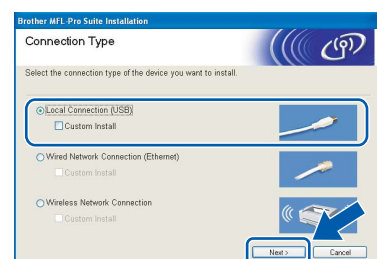 Brother MFL-Pro Suite Installation
Connection Type
Select the connection type of the device you want to install.
Local Connection (USB)
Custom Install
Wired Network Connection (Ethernet)
Custom Install
Wireless Network Connection
Custom Install
Next >
Cancel